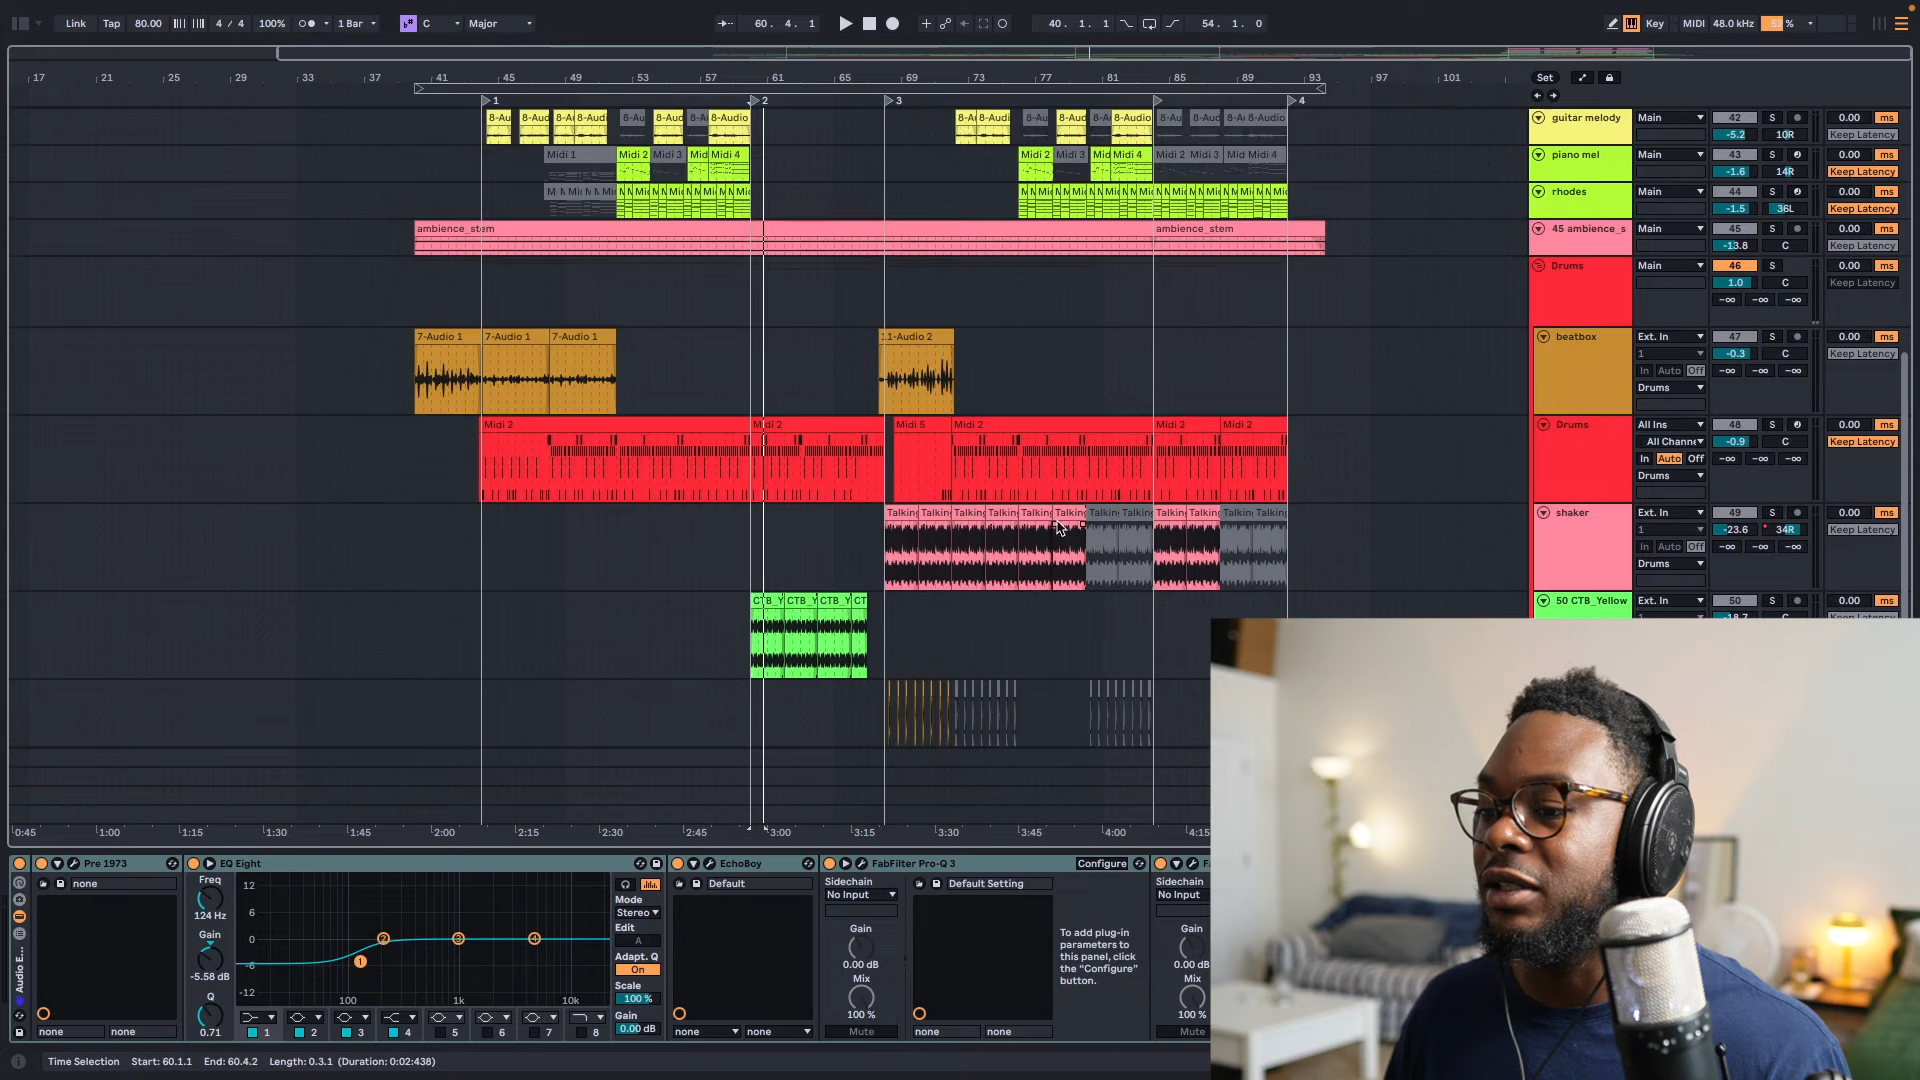 Link Tap 80.00 4 / 4 100% 1 Bar C Major 60. 4. 1 40. 1. 1 54. 1. 0 Key MIDI 48.0 kHz %
17 21 25 29 33 37 41 45 49 53 57 61 65 69 73 77 81 85 89 93 97 101 Set
1 2 3 4
8-Au 8-Aud 8-Au 8-Audi 8-Au 8-Aud 8-Au 8-Audio guitar melody Main 42 S 0.00 ms
-5.2 10R Keep Latency
Midi 1 Midi 2 Midi 3 Mid Midi 4 Midi 2 Midi 3 Mid Midi 4 Midi 2 Midi 3 Mid Midi 4 piano mel Main 43 S 0.00 ms
-1.6 14R Keep Latency
rhodes Main 44 S 0.00 ms
-1.5 36L Keep Latency
ambience_stem ambience_stem 45 ambience_s Main 45 S 0.00 ms
-13.8 C Keep Latency
Drums Main 46 S 0.00 ms
1.0 C Keep Latency
-∞ -∞ -∞
7-Audio 1 7-Audio 1 7-Audio 1 11-Audio 2 beatbox Ext. In 47 S 0.00 ms
1 -0.3 C Keep Latency
In Auto Off -∞ -∞ -∞
Drums
Midi 2 Midi 2 Midi 5 Midi 2 Midi 2 Midi 2 Drums All Ins 48 S 0.00 ms
All Channe -0.9 C Keep Latency
In Auto Off -∞ -∞ -∞
Drums
Talking Talking Talking Talking Talking Talking Talking Talking Talking Talking Talking Talking shaker Ext. In 49 S 0.00 ms
1 -23.6 34R Keep Latency
In Auto Off -∞ -∞ -∞
Drums
CTB_Y CTB_Y CTB_Y CT 50 CTB_Yellow Ext. In 50 S 0.00 ms
0:45 1:00 1:15 1:30 1:45 2:00 2:15 2:30 2:45 3:00 3:15 3:30 3:45 4:00 4:15
Pre 1973 EQ Eight EchoBoy FabFilter Pro-Q 3 Configure
none Freq 12 Default Sidechain Default Setting Sidechain
124 Hz 6 Mode No Input No Input
Gain 0 Stereo Gain Gain
-5.58 dB -6 Edit 0.00 dB 0.00 dB
A
Adapt. Q
On
Q -12 Scale Mix Mix
0.71 100 1k 10k 100 % 100 % 100 %
Gain
To add plug-in
parameters to
this panel, click
the "Configure"
button.
none none 1 2 3 4 5 6 7 8 0.00 dB none none Mute none none Mute
Audio E...
Time Selection Start: 60.1.1 End: 60.4.2 Length: 0.3.1 (Duration: 0:02:438)